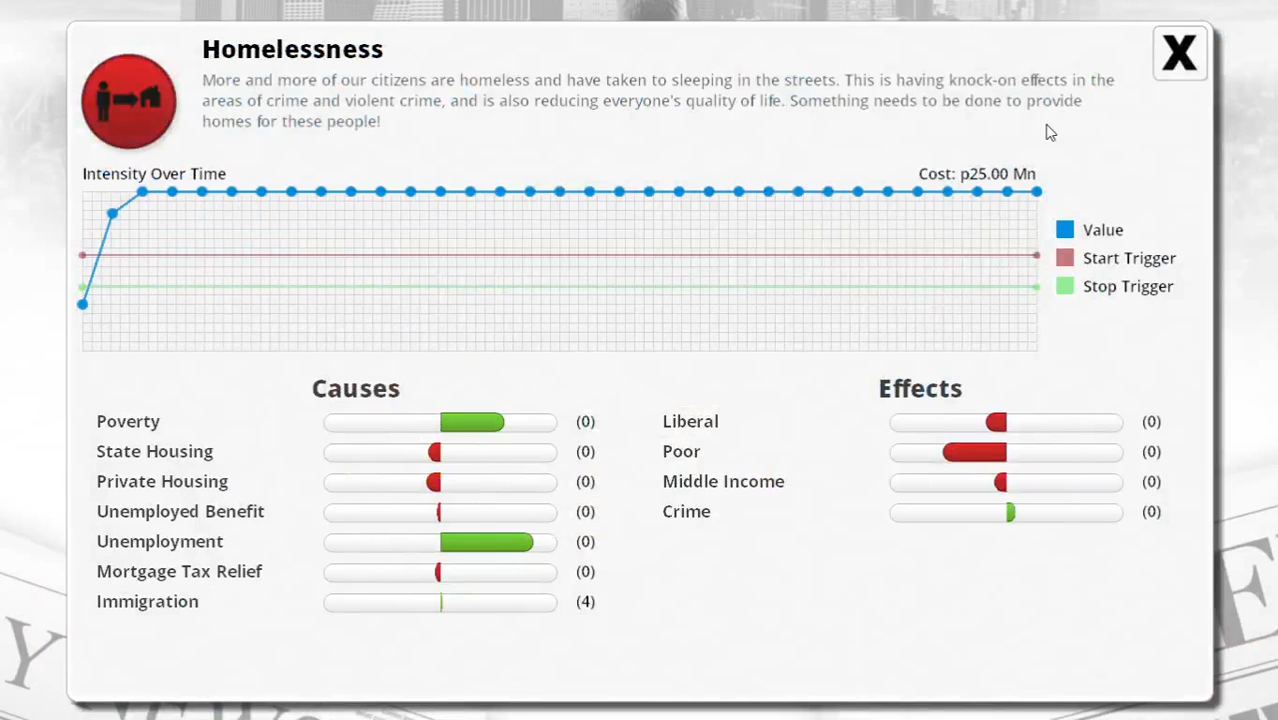 Homelessness
X
More and more of our citizens are homeless and have taken to sleeping in the streets. This is having knock-on effects in the
areas of crime and violent crime, and is also reducing everyone's quality of life. Something needs to be done to provide
homes for these people!
Intensity Over Time
Cost: p25.00 Mn
Value
Start Trigger
Stop Trigger
Causes
Effects
Poverty (0)
State Housing (0)
Private Housing (0)
Unemployed Benefit (0)
Unemployment (0)
Mortgage Tax Relief (0)
Immigration (4)
Liberal (0)
Poor (0)
Middle Income (0)
Crime (0)